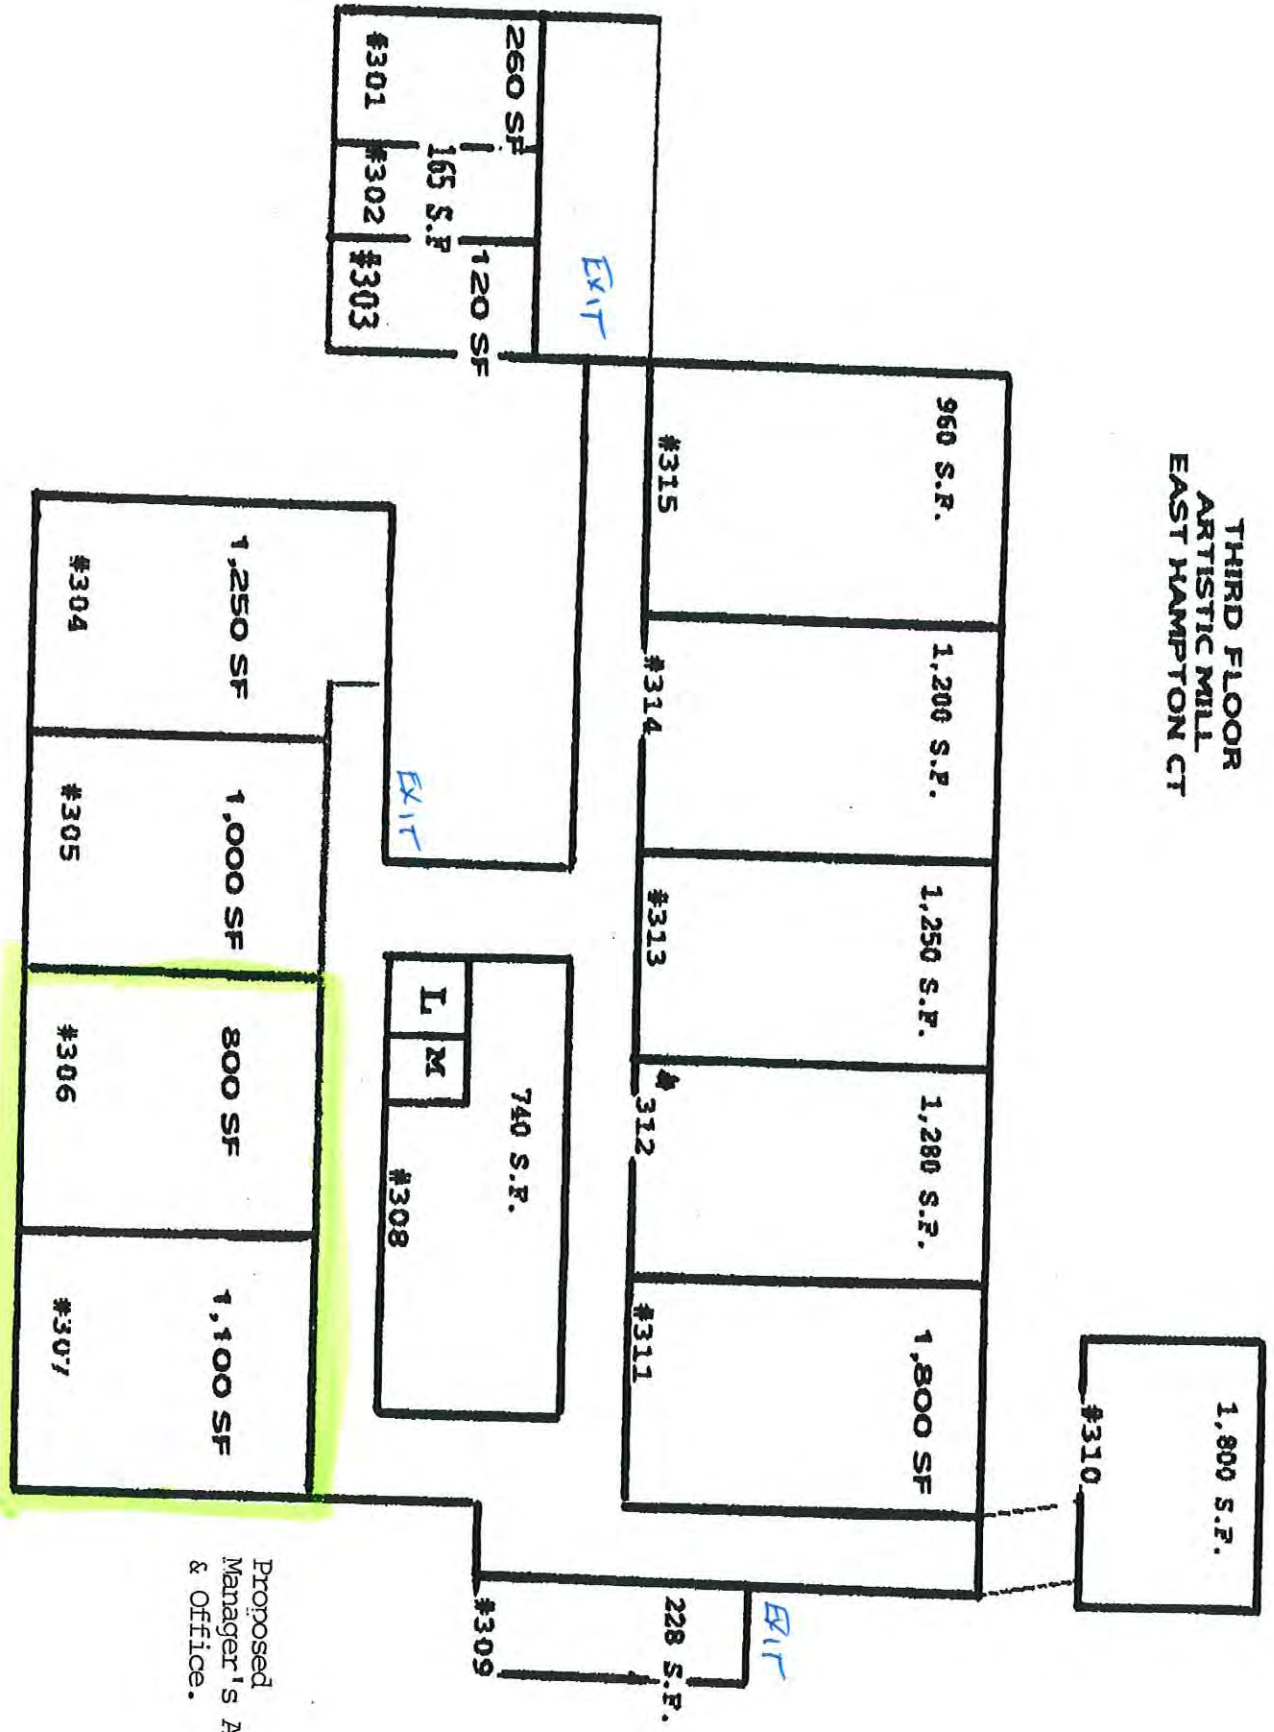 THIRD FLOOR
ARTISTIC MILL
EAST HAMPTON CT
1,800 S.F.
#310
960 S.F.
1,200 S.F.
1,250 S.F.
1,280 S.F.
1,800 SF
#315
#314
#313
#312
#311
EXIT
EXIT
228 S.F.
#309
260 SF
165 S.F
120 SF
#301
#302
#303
740 S.F.
L
M
#308
EXIT
1,250 SF
1,000 SF
800 SF
1,100 SF
#304
#305
#306
#307
Proposed
Manager's
& Office.